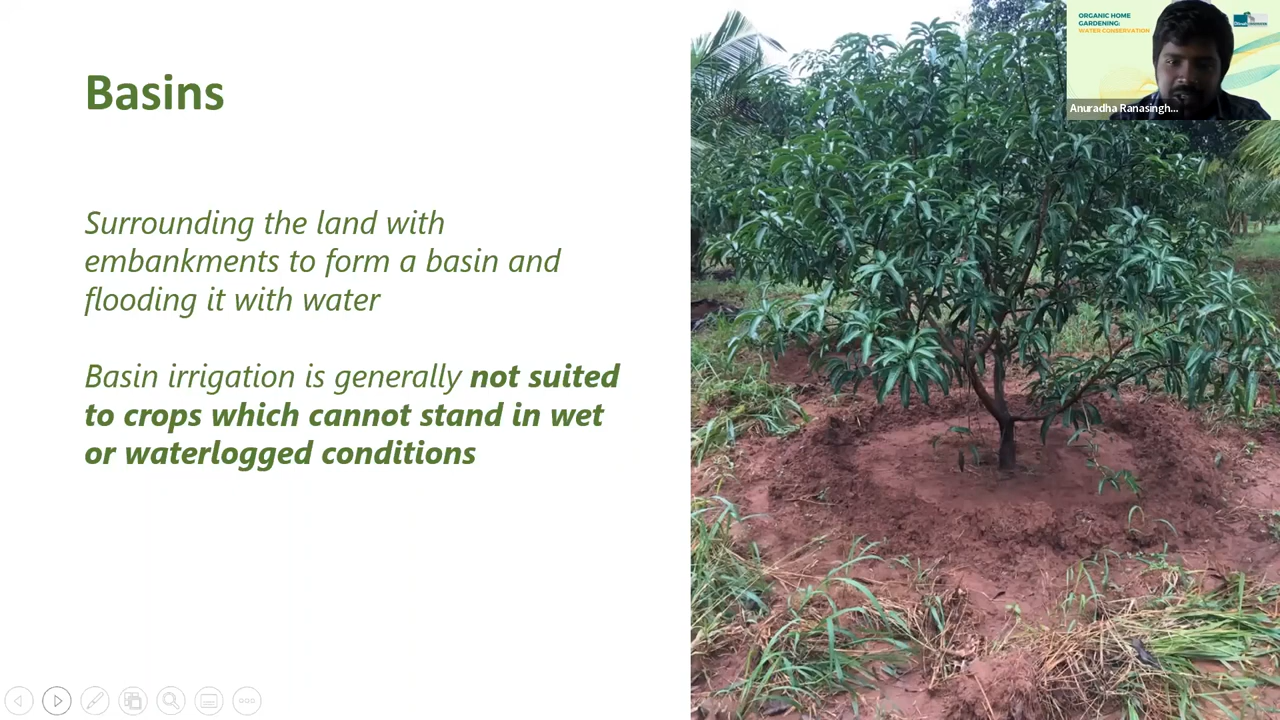 Basins
Surrounding the land with
embankments to form a basin and
flooding it with water
Basin irrigation is generally not suited
to crops which cannot stand in wet
or waterlogged conditions
ORGANIC HOME
GARDENING:
WATER CONSERVATION
Anuradha Ranasingh...